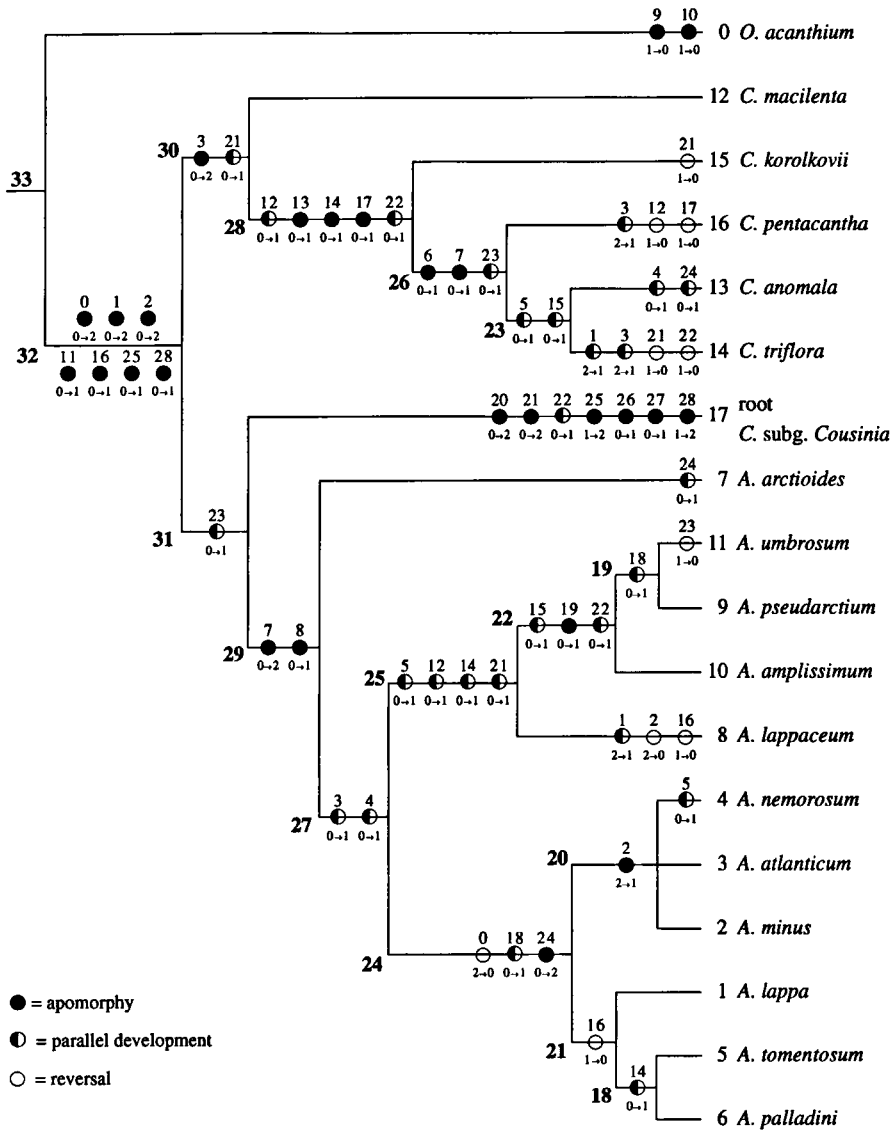 9 10
0 O. acanthium
1→0 1→0
12 C. macilenta
3 21
30
0→2 0→1
21
15 C. korolkovii
1→0
33
12 13 14 17 22
28
0→1 0→1 0→1 0→1 0→1
3 12 17
16 C. pentacantha
2→1 1→0 1→0
6 7 23
26
0→1 0→1 0→1
4 24
13 C. anomala
0→1 0→1
0 1 2
0→2 0→2 0→2
5 15
23
0→1 0→1
32
11 16 25 28
0→1 0→1 0→1 0→1
1 3 21 22
14 C. triflora
2→1 2→1 1→0 1→0
20 21 22 25 26 27 28
17 root
C. subg. Cousinia
0→2 0→2 0→1 1→2 0→1 0→1 1→2
24
7 A. arctioides
0→1
23
31
0→1
23
11 A. umbrosum
1→0
18
19
0→1
9 A. pseudarctium
15 19 22
22
0→1 0→1 0→1
7 8
29
0→2 0→1
10 A. amplissimum
5 12 14 21
25
0→1 0→1 0→1 0→1
1 2 16
8 A. lappaceum
2→1 2→0 1→0
3 4
27
0→1 0→1
5
4 A. nemorosum
0→1
2
20
2→1
3 A. atlanticum
2 A. minus
0 18 24
24
2→0 0→1 0→2
1 A. lappa
16
21
1→0
5 A. tomentosum
14
18
0→1
6 A. palladini
= apomorphy
= parallel development
= reversal